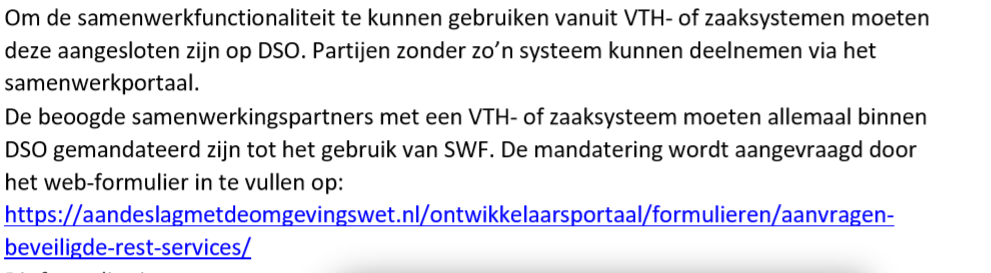 Om de samenwerkfunctionaliteit te kunnen gebruiken vanuit VTH- of zaaksystemen moeten
deze aangesloten zijn op DSO. Partijen zonder zo’n systeem kunnen deelnemen via het
samenwerkportaal.
De beoogde samenwerkingspartners met een VTH- of zaaksysteem moeten allemaal binnen
DSO gemandateerd zijn tot het gebruik van SWF. De mandatering wordt aangevraagd door
het web-formulier in te vullen op:
https://aandeslagmetdeomgevingswet.nl/ontwikkelaarsportaal/formulieren/aanvragen-
beveiligde-rest-services/